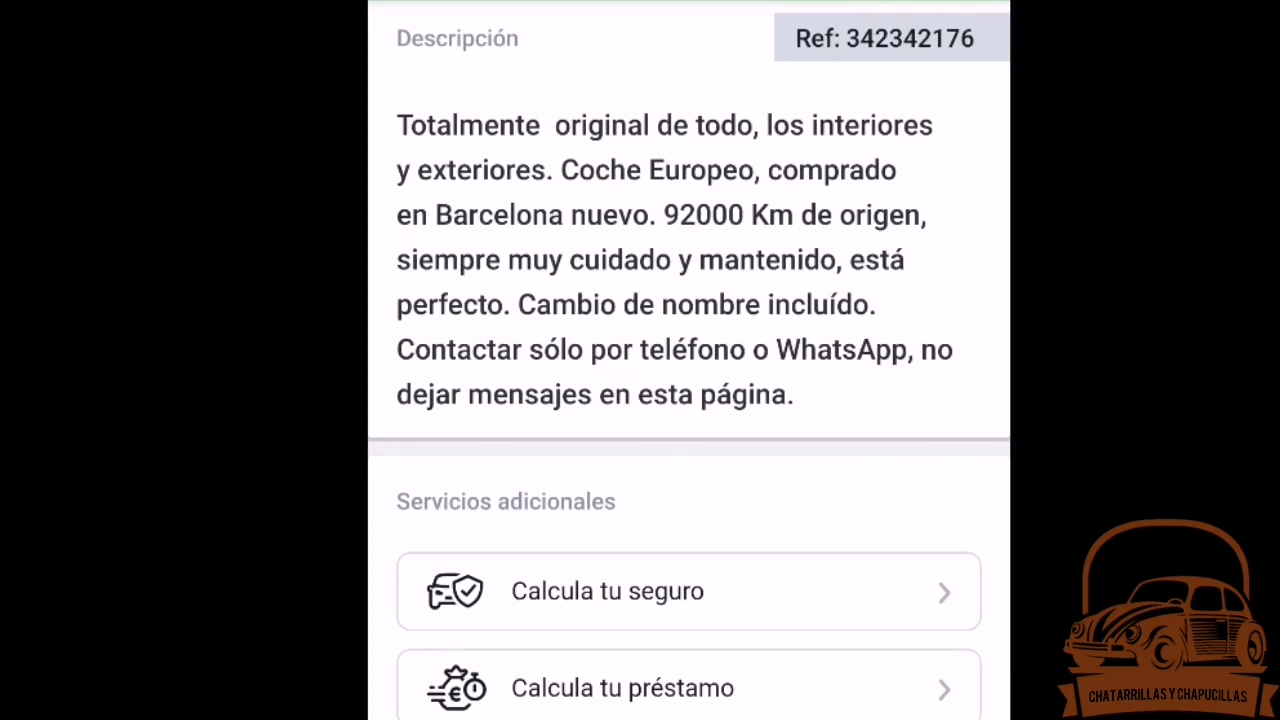 Descripción
Ref: 342342176
Totalmente original de todo, los interiores
y exteriores. Coche Europeo, comprado
en Barcelona nuevo. 92000 Km de origen,
siempre muy cuidado y mantenido, está
perfecto. Cambio de nombre incluído.
Contactar sólo por teléfono o WhatsApp, no
dejar mensajes en esta página.
Servicios adicionales
Calcula tu seguro
Calcula tu préstamo
CHATARRILLAS Y CHAPUCILLAS